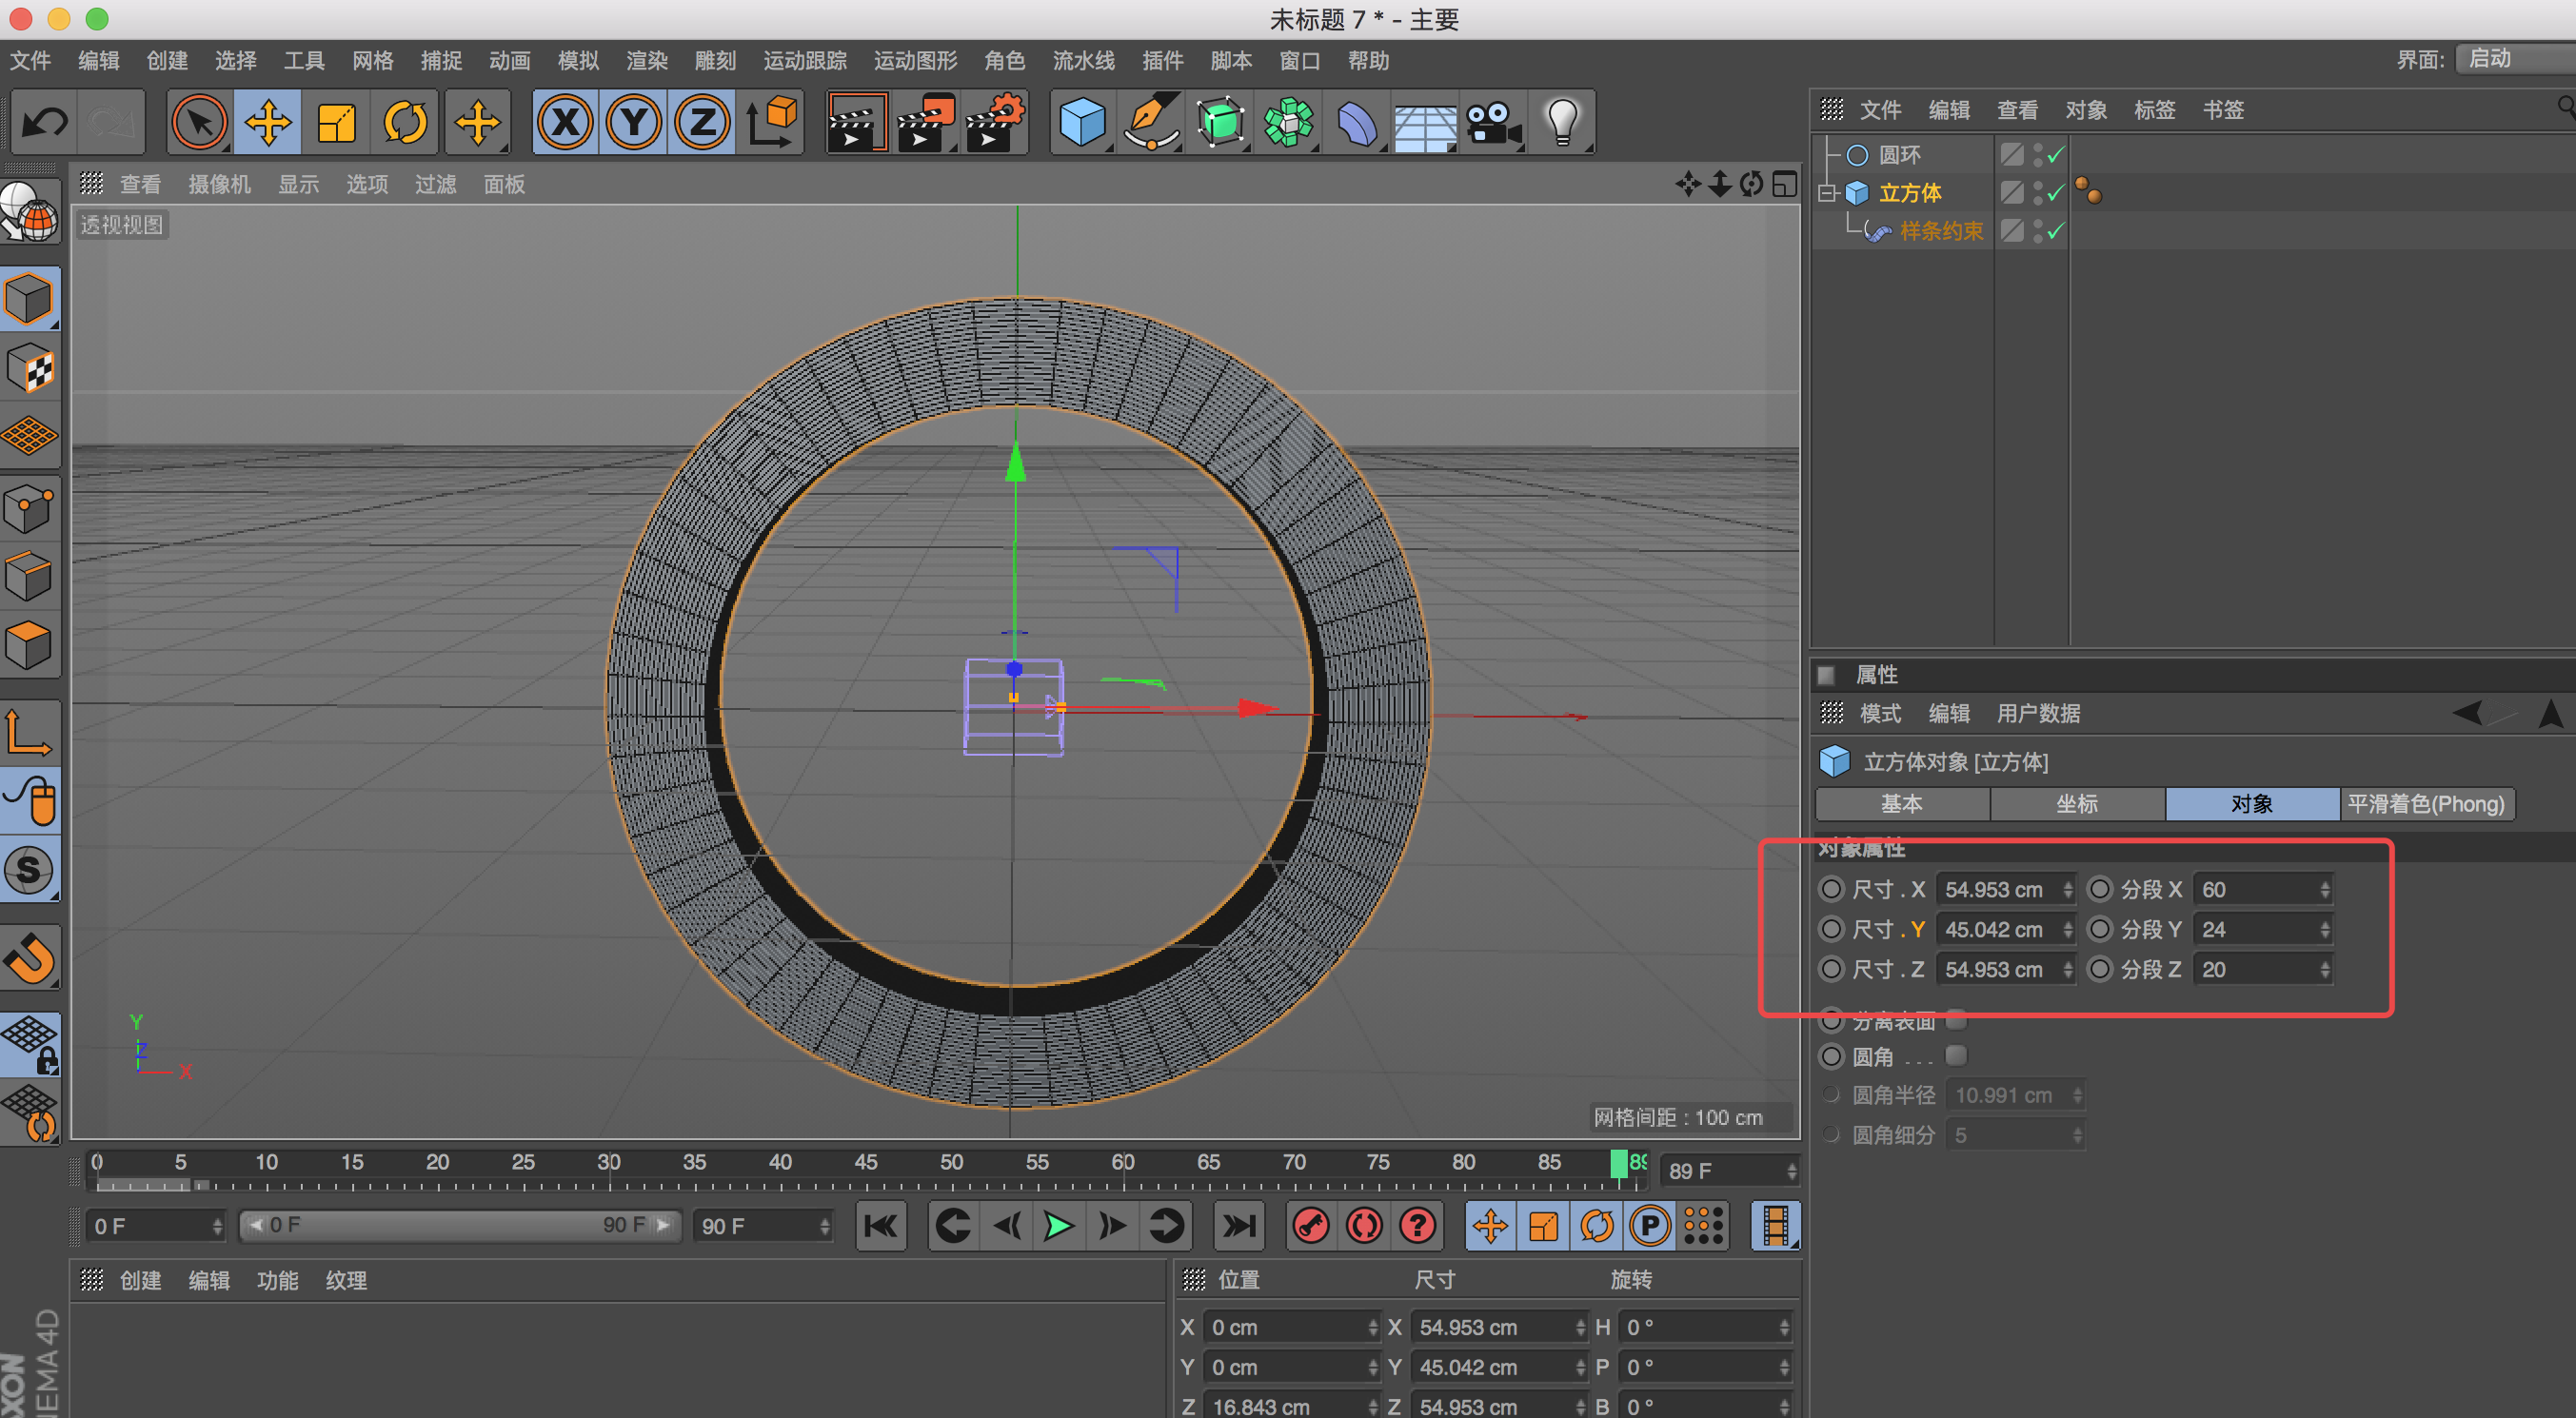 未标题 7 * - 主要
文件 编辑 创建 选择 工具 网格 捕捉 动画 模拟 渲染 雕刻 运动跟踪 运动图形 角色 流水线 插件 脚本 窗口 帮助
界面: 启动
X Y Z
文件 编辑 查看 对象 标签 书签
圆环
立方体
样条约束
查看 摄像机 显示 选项 过滤 面板
透视视图
Y
Z
X
网格间距 : 100 cm
属性
模式 编辑 用户数据
立方体对象 [立方体]
基本 坐标 对象 平滑着色(Phong)
对象属性
尺寸 . X 54.953 cm 分段 X 60
尺寸 . Y 45.042 cm 分段 Y 24
尺寸 . Z 54.953 cm 分段 Z 20
分离表面
圆角 . . .
圆角半径 10.991 cm
圆角细分 5
S
0 5 10 15 20 25 30 35 40 45 50 55 60 65 70 75 80 85 89 89 F
0 F 0 F 90 F 90 F
? P
创建 编辑 功能 纹理
位置 尺寸 旋转
X 0 cm X 54.953 cm H 0 °
Y 0 cm Y 45.042 cm P 0 °
Z 16.843 cm Z 54.953 cm B 0 °
XON
NEMA 4D